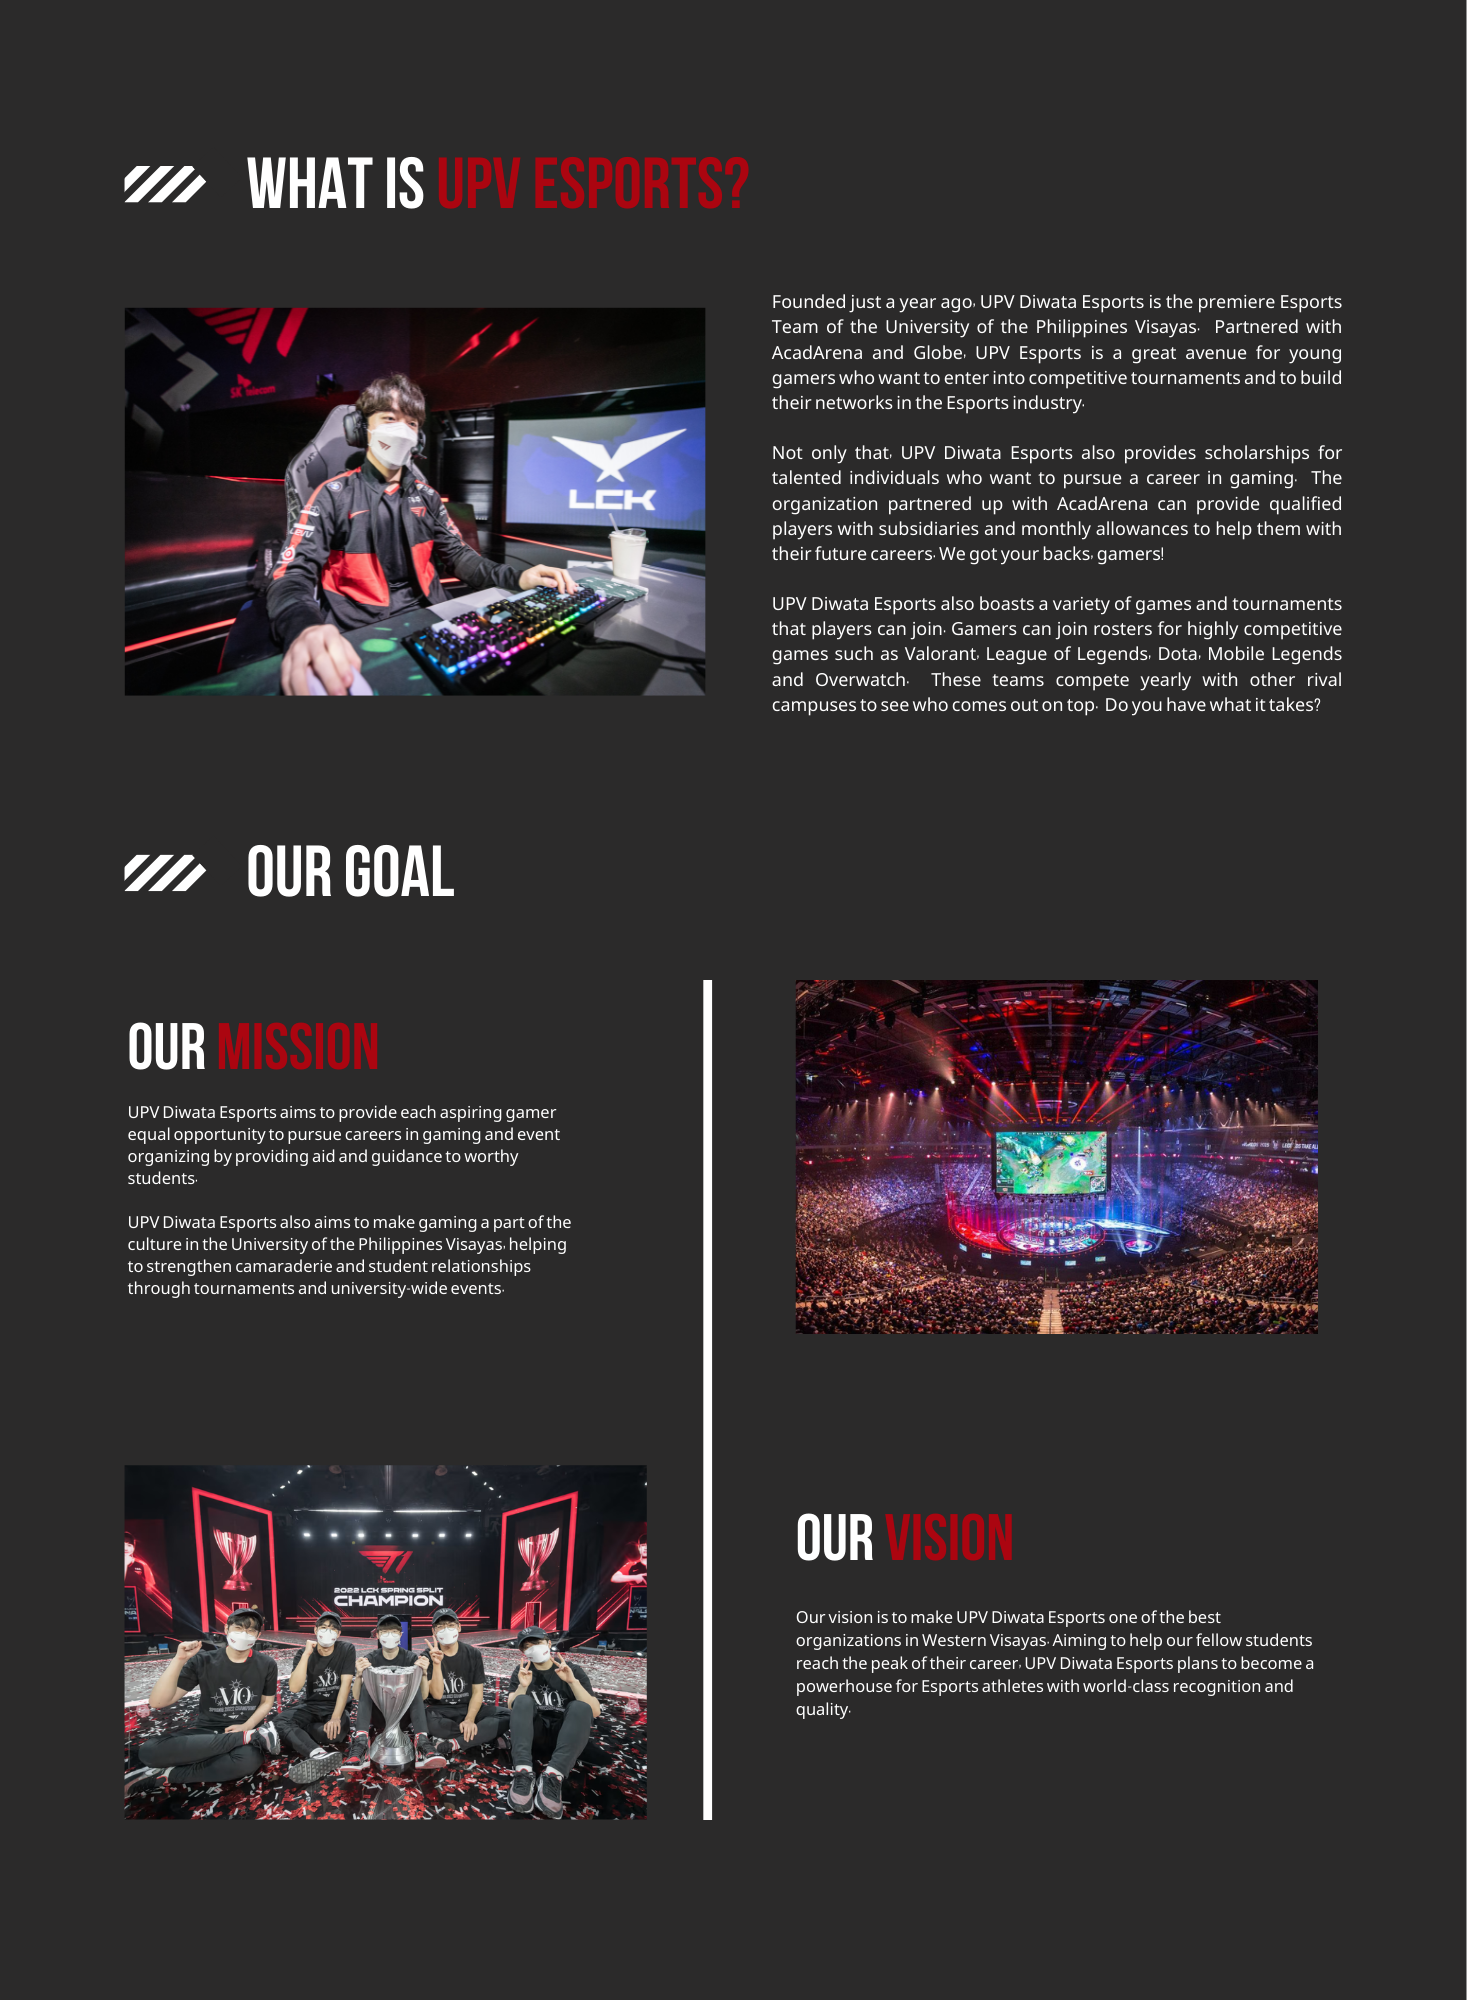 WHAT IS UPV ESPORTS?
SK telecom
LCK
Founded just a year ago, UPV Diwata Esports is the premiere Esports
Team of the University of the Philippines Visayas. Partnered with
AcadArena and Globe, UPV Esports is a great avenue for young
gamers who want to enter into competitive tournaments and to build
their networks in the Esports industry.
Not only that, UPV Diwata Esports also provides scholarships for
talented individuals who want to pursue a career in gaming. The
organization partnered up with AcadArena can provide qualified
players with subsidiaries and monthly allowances to help them with
their future careers. We got your backs, gamers!
UPV Diwata Esports also boasts a variety of games and tournaments
that players can join. Gamers can join rosters for highly competitive
games such as Valorant, League of Legends, Dota, Mobile Legends
and Overwatch. These teams compete yearly with other rival
campuses to see who comes out on top. Do you have what it takes?
OUR GOAL
OUR MISSION
UPV Diwata Esports aims to provide each aspiring gamer
equal opportunity to pursue careers in gaming and event
organizing by providing aid and guidance to worthy
students.
UPV Diwata Esports also aims to make gaming a part of the
culture in the University of the Philippines Visayas, helping
to strengthen camaraderie and student relationships
through tournaments and university-wide events.
T1
2022 LCK SPRING SPLIT
CHAMPION
OUR VISION
Our vision is to make UPV Diwata Esports one of the best
organizations in Western Visayas. Aiming to help our fellow students
reach the peak of their career, UPV Diwata Esports plans to become a
powerhouse for Esports athletes with world-class recognition and
quality.